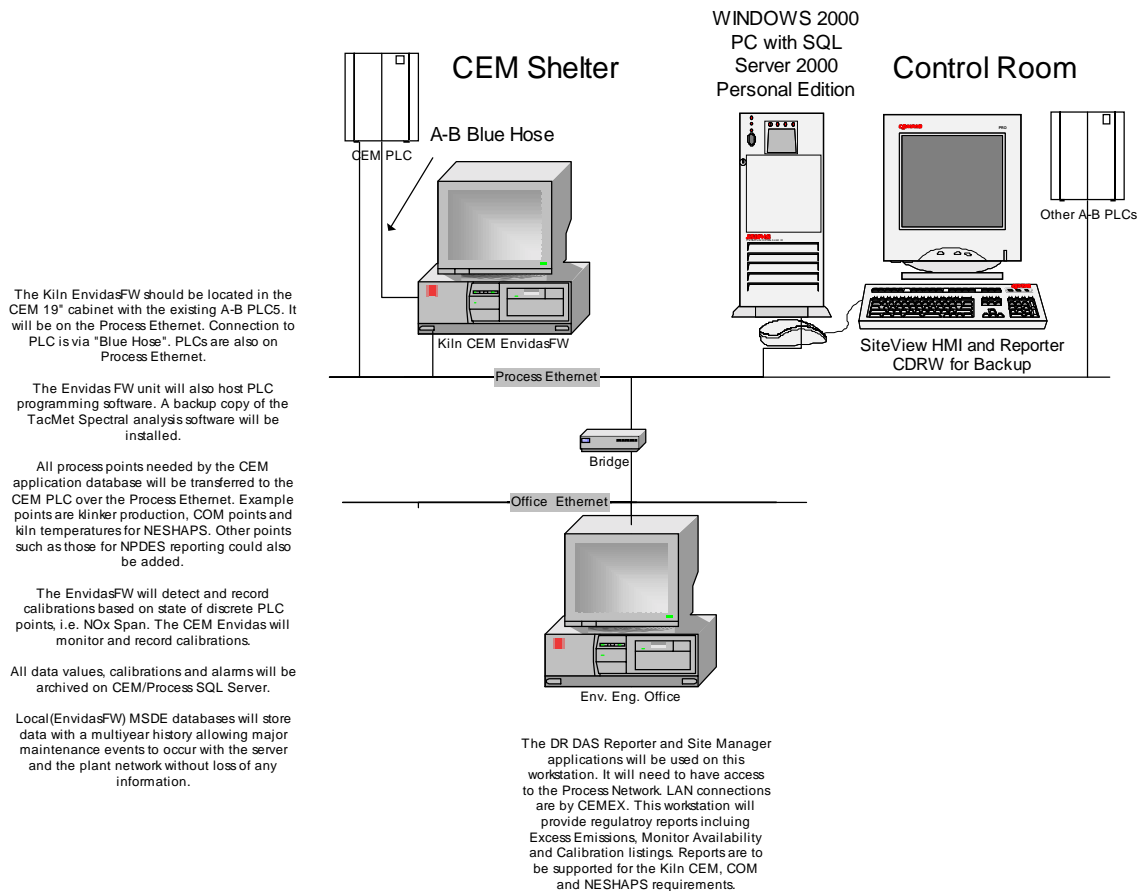 WINDOWS 2000
PC with SQL
Server 2000
Personal Edition
CEM Shelter
Control Room
A-B Blue Hose
CEM PLC
COMPAQ
Other A-B PLCs
Kiln CEM EnvidasFW
SiteView HMI and Reporter
CDRW for Backup
Process Ethernet
Bridge
Office Ethernet
Env. Eng. Office
The Kiln EnvidasFW should be located in the
CEM 19" cabinet with the existing A-B PLC5. It
will be on the Process Ethernet. Connection to
PLC is via "Blue Hose". PLCs are also on
Process Ethernet.
The Envidas FW unit will also host PLC
programming software. A backup copy of the
TacMet Spectral analysis software will be
installed.
All process points needed by the CEM
application database will be transferred to the
CEM PLC over the Process Ethernet. Example
points are klinker production, COM points and
kiln temperatures for NESHAPS. Other points
such as those for NPDES reporting could also
be added.
The EnvidasFW will detect and record
calibrations based on state of discrete PLC
points, i.e. NOx Span. The CEM Envidas will
monitor and record calibrations.
All data values, calibrations and alarms will be
archived on CEM/Process SQL Server.
Local(EnvidasFW) MSDE databases will store
data with a multiyear history allowing major
maintenance events to occur with the server
and the plant network without loss of any
information.
The DR DAS Reporter and Site Manager
applications will be used on this
workstation. It will need to have access
to the Process Network. LAN connections
are by CEMEX. This workstation will
provide regulatroy reports incluing
Excess Emissions, Monitor Availability
and Calibration listings. Reports are to
be supported for the Kiln CEM, COM
and NESHAPS requirements.